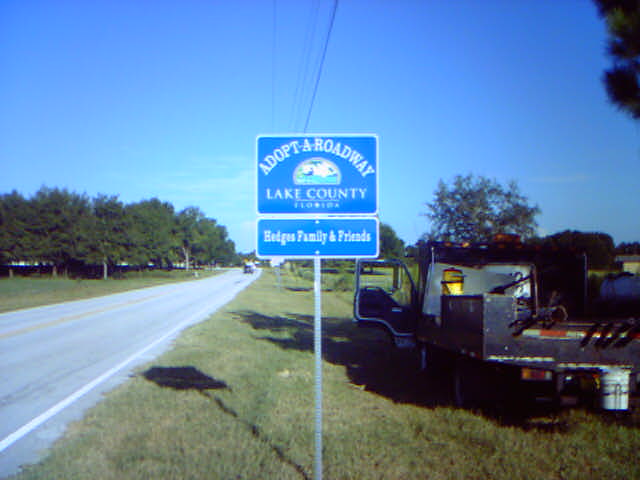 ADOPT-A-ROADWAY
LAKE COUNTY
FLORIDA
Hedges Family & Friends